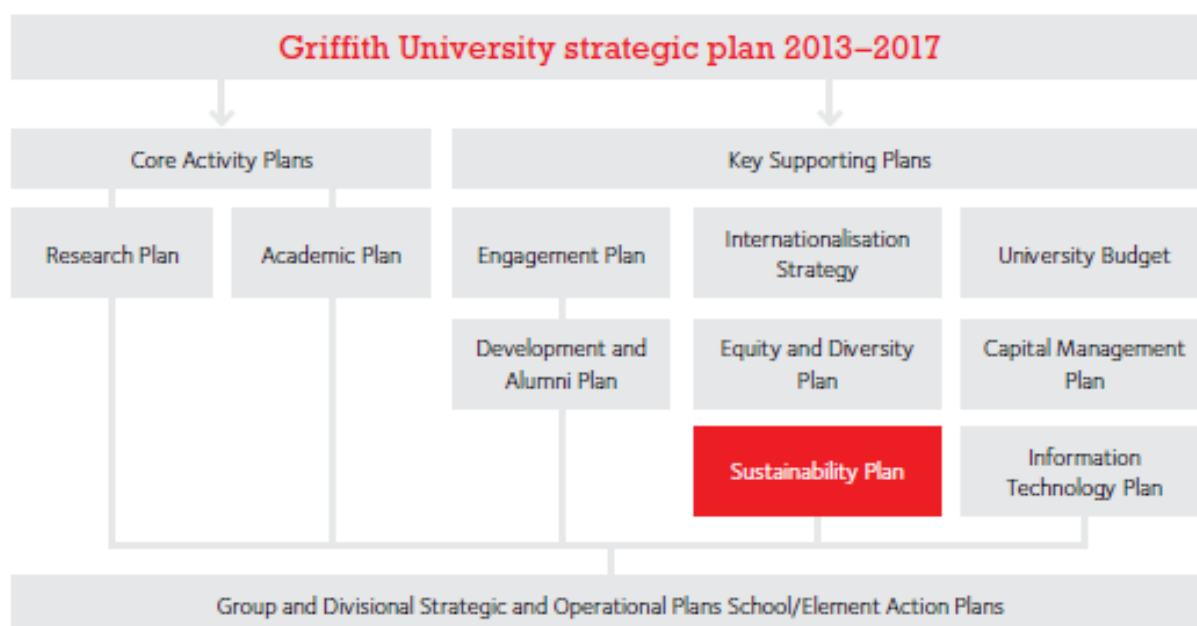 Griffith University strategic plan 2013–2017
Core Activity Plans
Key Supporting Plans
Research Plan
Academic Plan
Engagement Plan
Internationalisation
Strategy
University Budget
Development and
Alumni Plan
Equity and Diversity
Plan
Capital Management
Plan
Sustainability Plan
Information
Technology Plan
Group and Divisional Strategic and Operational Plans School/Element Action Plans